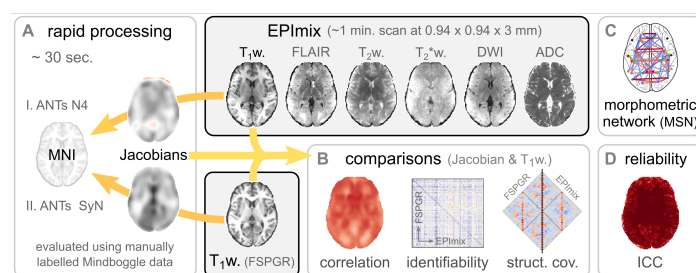 A rapid processing
~ 30 sec.
I. ANTs N4
MNI
Jacobians
II. ANTs SyN
evaluated using manually
labelled Mindboggle data
EPImix (~1 min. scan at 0.94 x 0.94 x 3 mm)
T1w. FLAIR T2w. T2*w. DWI ADC
T1w. (FSPGR)
B comparisons (Jacobian & T1w.)
FSPGR
EPImix
FSPGR
EPImix
correlation identifiability struct. cov.
C
morphometric
network (MSN)
D reliability
ICC